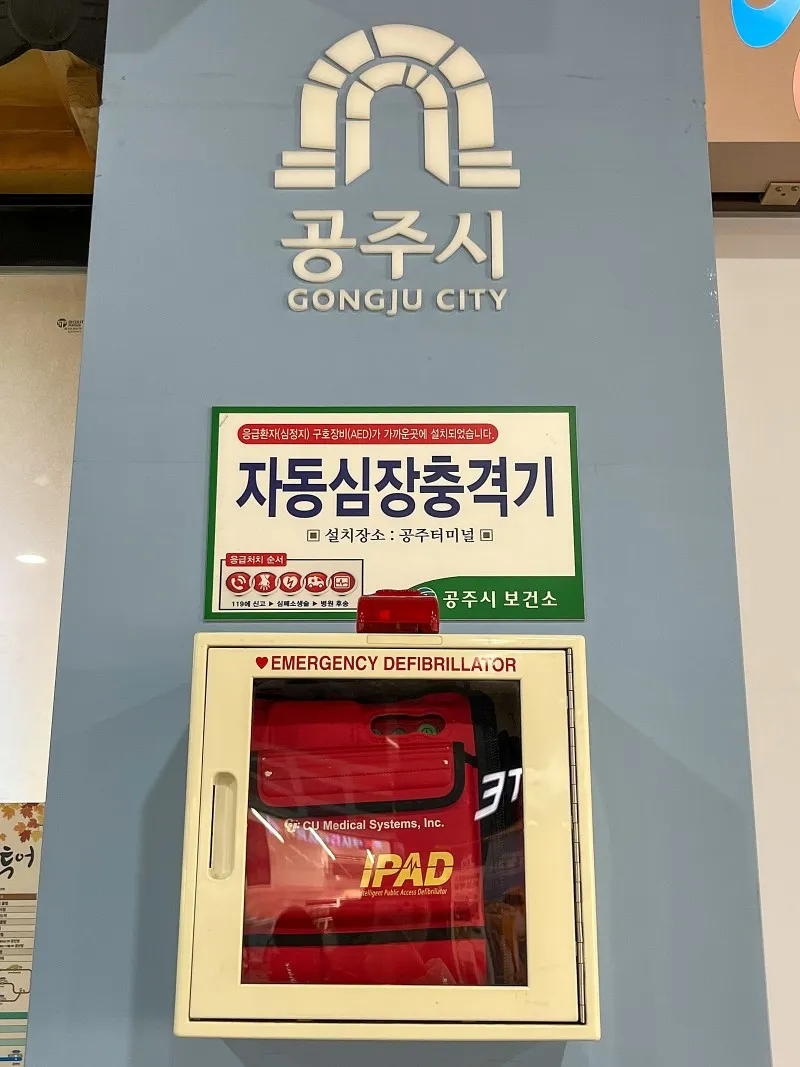 공주시
GONGJU CITY
응급환자(심정지) 구호장비(AED)가 가까운곳에 설치되었습니다.
자동심장충격기
설치장소 : 공주터미널
응급처치 순서
119에 신고 ▶ 심폐소생술 ▶ 병원 후송
공주시 보건소
EMERGENCY DEFIBRILLATOR
3T
CU Medical Systems, Inc.
IPAD
Intelligent Public Access Defibrillator
투어